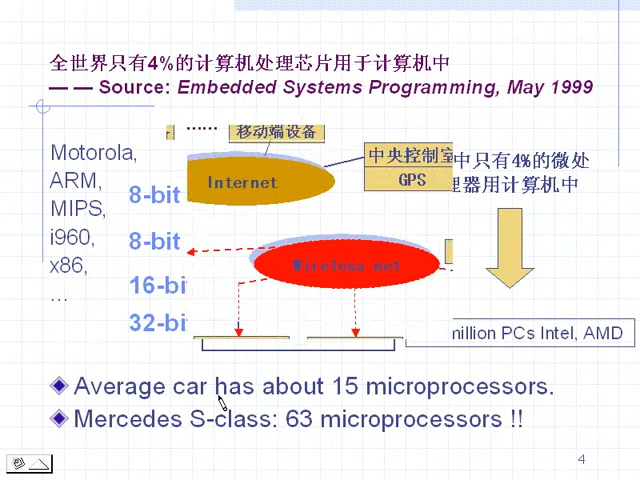 全世界只有4%的计算机处理芯片用于计算机中
— — Source: Embedded Systems Programming, May 1999
Motorola,
ARM,
MIPS,
i960,
x86,
…
8-bit
8-bit
16-bit
32-bit
……
移动端设备
Internet
中央控制室
GPS
Wireless net
中只有4%的微处
理器用计算机中
million PCs Intel, AMD
Average car has about 15 microprocessors.
Mercedes S-class: 63 microprocessors !!
4